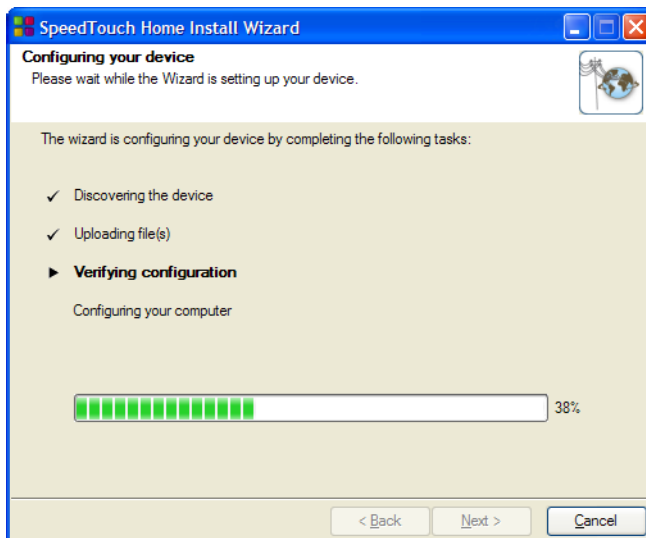 SpeedTouch Home Install Wizard
Configuring your device
Please wait while the Wizard is setting up your device.
The wizard is configuring your device by completing the following tasks:
Discovering the device
Uploading file(s)
Verifying configuration
Configuring your computer
38%
< Back Next > Cancel